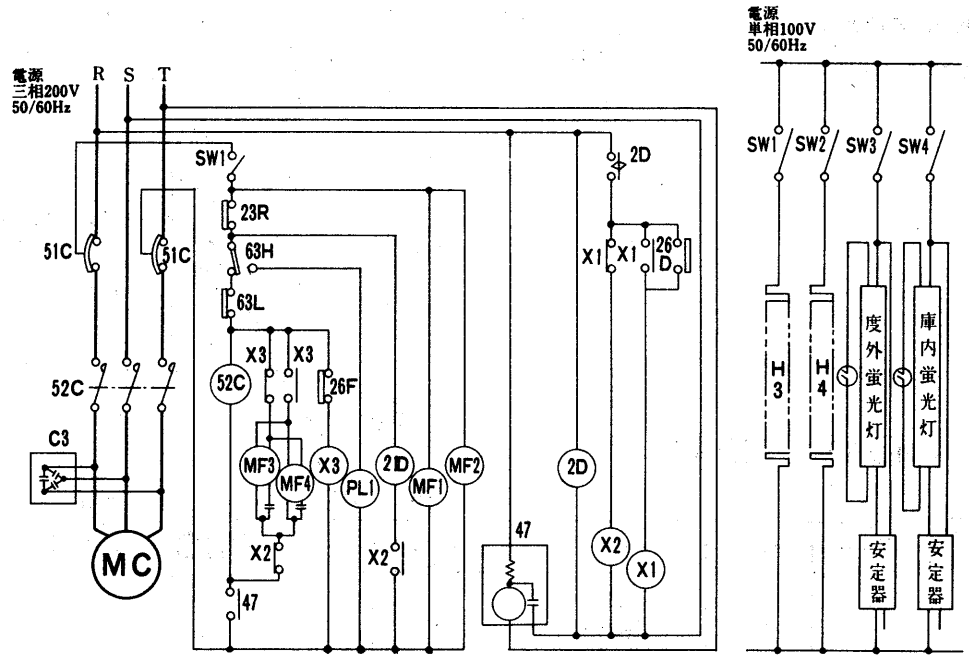 電源
三相200V
50/60Hz
R S T
電源
単相100V
50/60Hz
SW1
2D
SW1 SW2 SW3 SW4
23R
51C
51C
63H
X1 X1 26
D
63L
X3 X3
52C
52C
26F
C3
H
3
H
4
度外蛍光灯
庫内蛍光灯
MF3
MF4
X3
PL1
21D
MF1
MF2
2D
MC
X2
X2
47
47
X2
X1
安定器
安定器